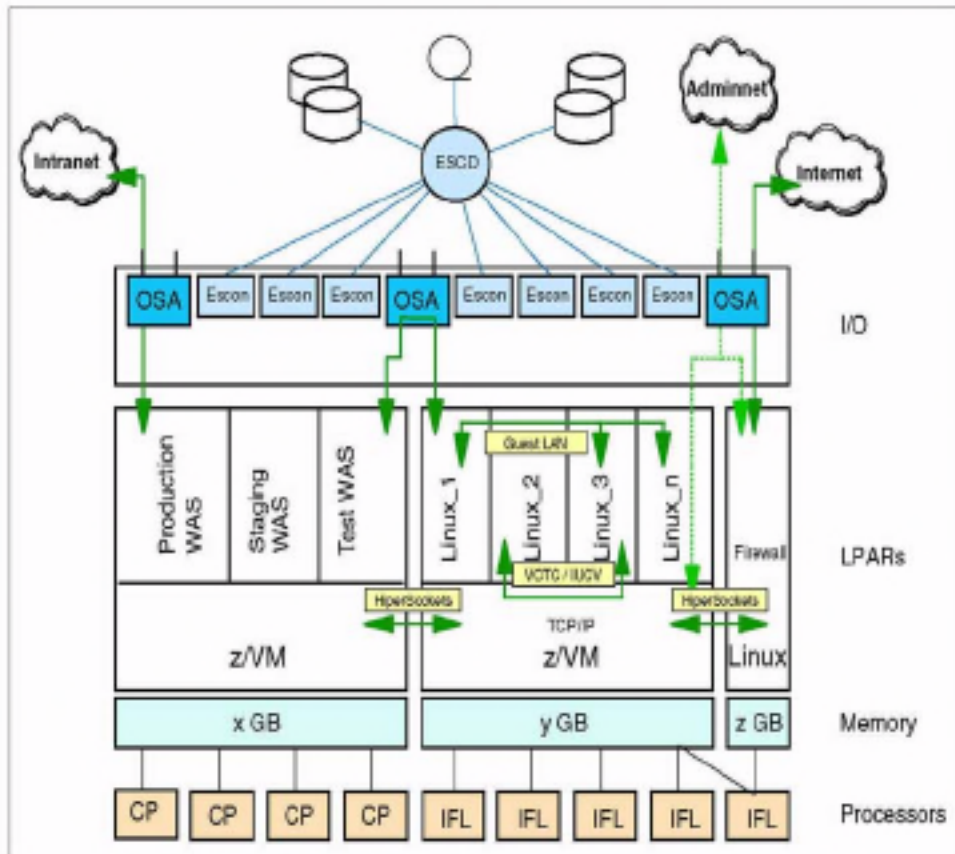 Adminnet
Intranet
ESCD
Internet
OSA Escon Escon Escon OSA Escon Escon Escon Escon OSA
I/O
Guest LAN
Production WAS
Staging WAS
Test WAS
Linux_1
Linux_2
Linux_3
Linux_n
Firewall
LPARs
VCTC / IUCV
HiperSockets
HiperSockets
TCP/IP
z/VM
z/VM
Linux
x GB
y GB
z GB
Memory
CP CP CP CP IFL IFL IFL IFL IFL
Processors